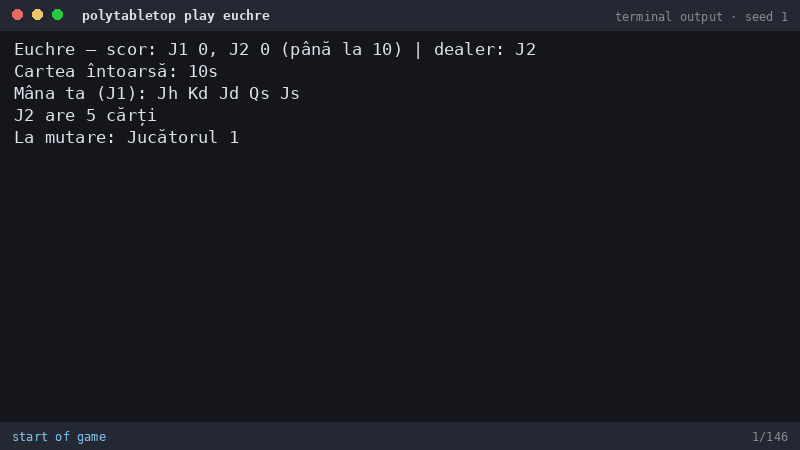 polytabletop play euchre
terminal output · seed 1
Euchre — scor: J1 0, J2 0 (până la 10) | dealer: J2
Cartea întoarsă: 10s
Mâna ta (J1): Jh Kd Jd Qs Js
J2 are 5 cărți
La mutare: Jucătorul 1
start of game
1/146